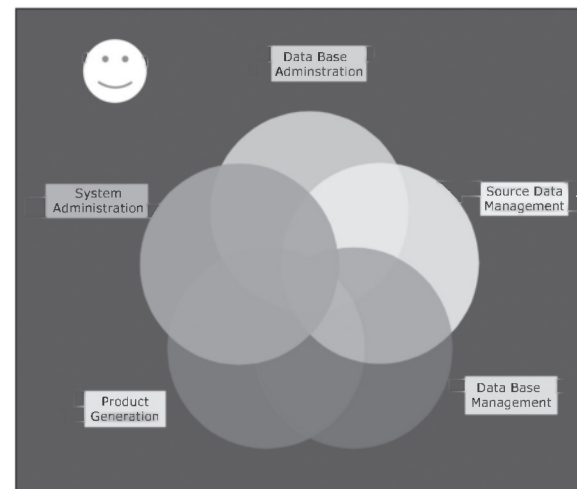 Data Base
Adminstration
System
Administration
Source Data
Management
Product
Generation
Data Base
Management